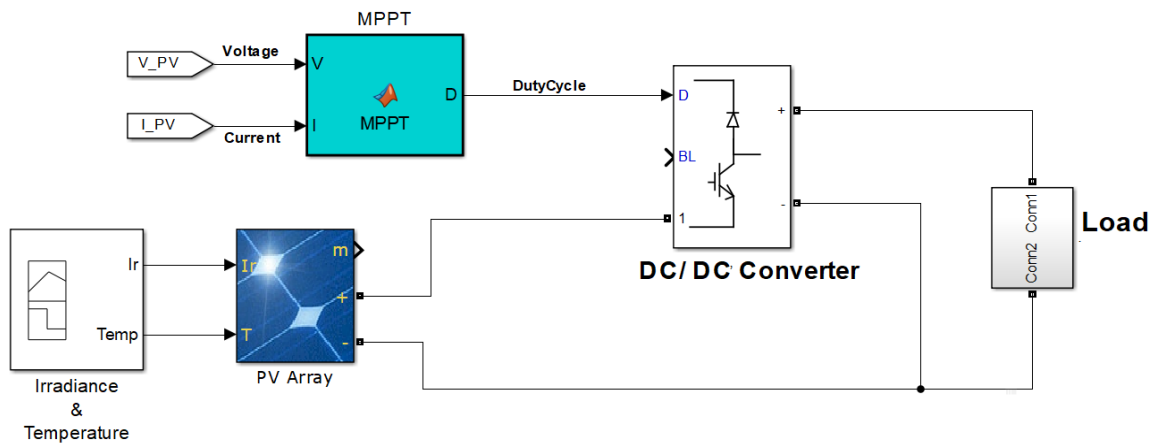 MPPT
Voltage
V_PV
V
D
DutyCycle
D
+
MPPT
I_PV
I
Current
BL
-
1
Conn1
Conn2
Load
DC/ DC Converter
Ir
Ir
m
+
Temp
T
-
PV Array
Irradiance
&
Temperature